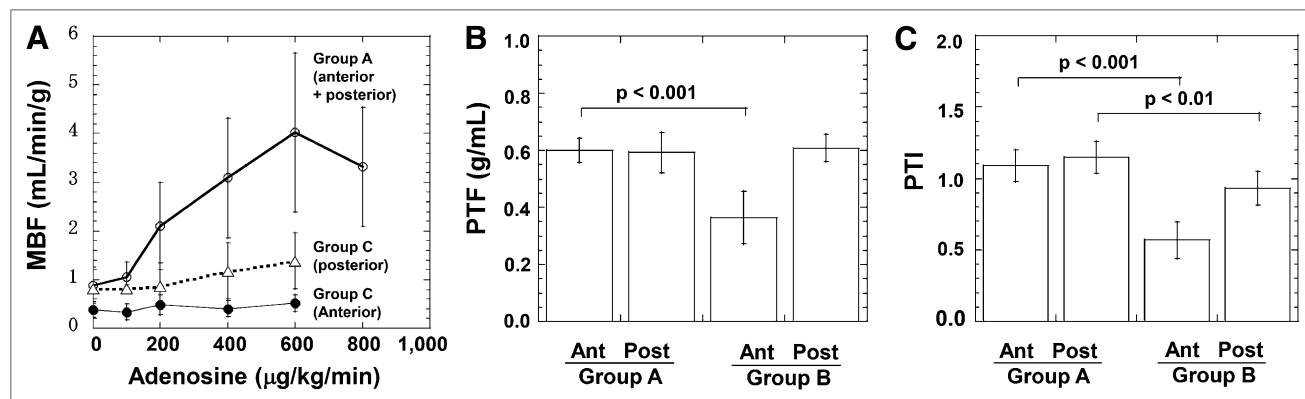 A
MBF (mL/min/g)
6
5
4
3
2
1
0
Group A
(anterior
+ posterior)
Group C
(posterior)
Group C
(Anterior)
0 200 400 600 800 1,000
Adenosine (μg/kg/min)
B
PTF (g/mL)
1.0
0.8
0.6
0.4
0.2
0.0
p < 0.001
Ant Post Ant Post
Group A Group B
C
PTI
2.0
1.5
1.0
0.5
0.0
p < 0.001
p < 0.01
Ant Post Ant Post
Group A Group B